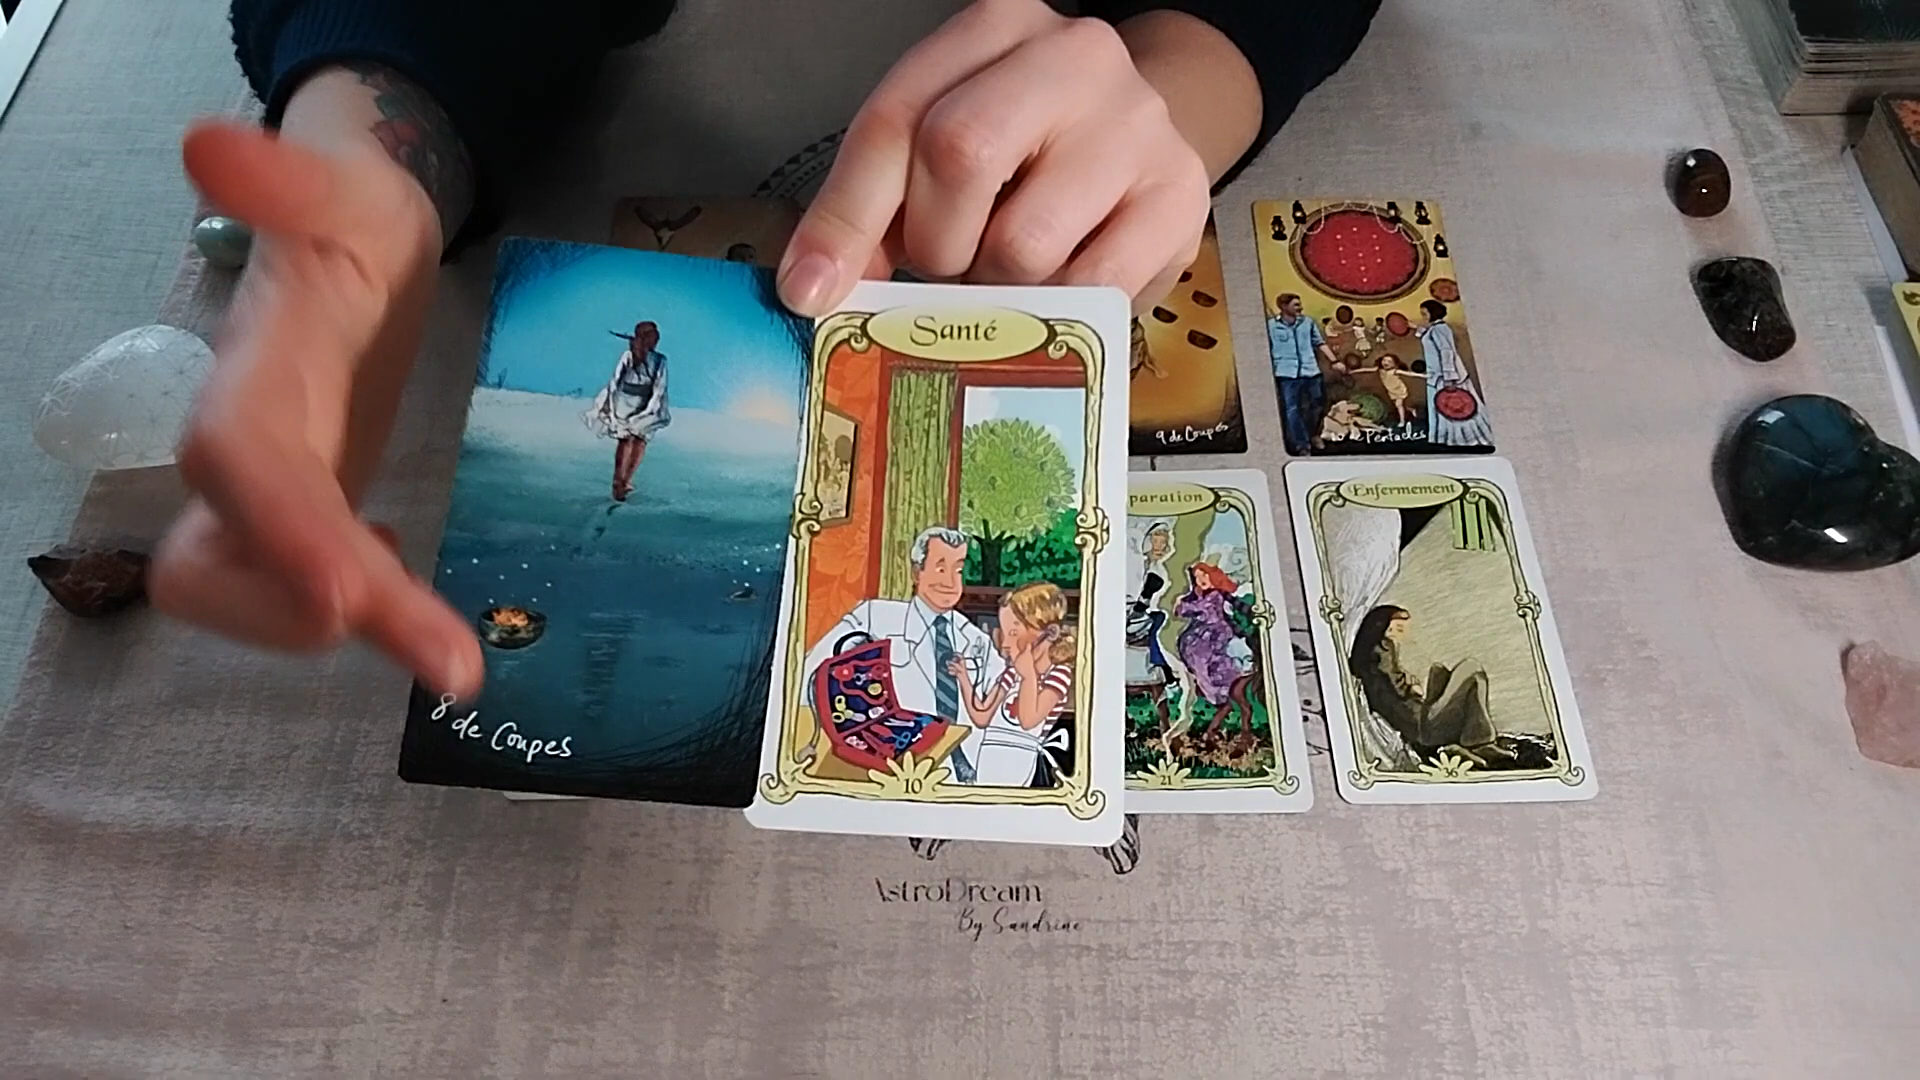 Santé
9 de Coupes
10 de Pentacles
paration
Enfermement
8 de Coupes
10
21
36
AstroDream
By Sandrine